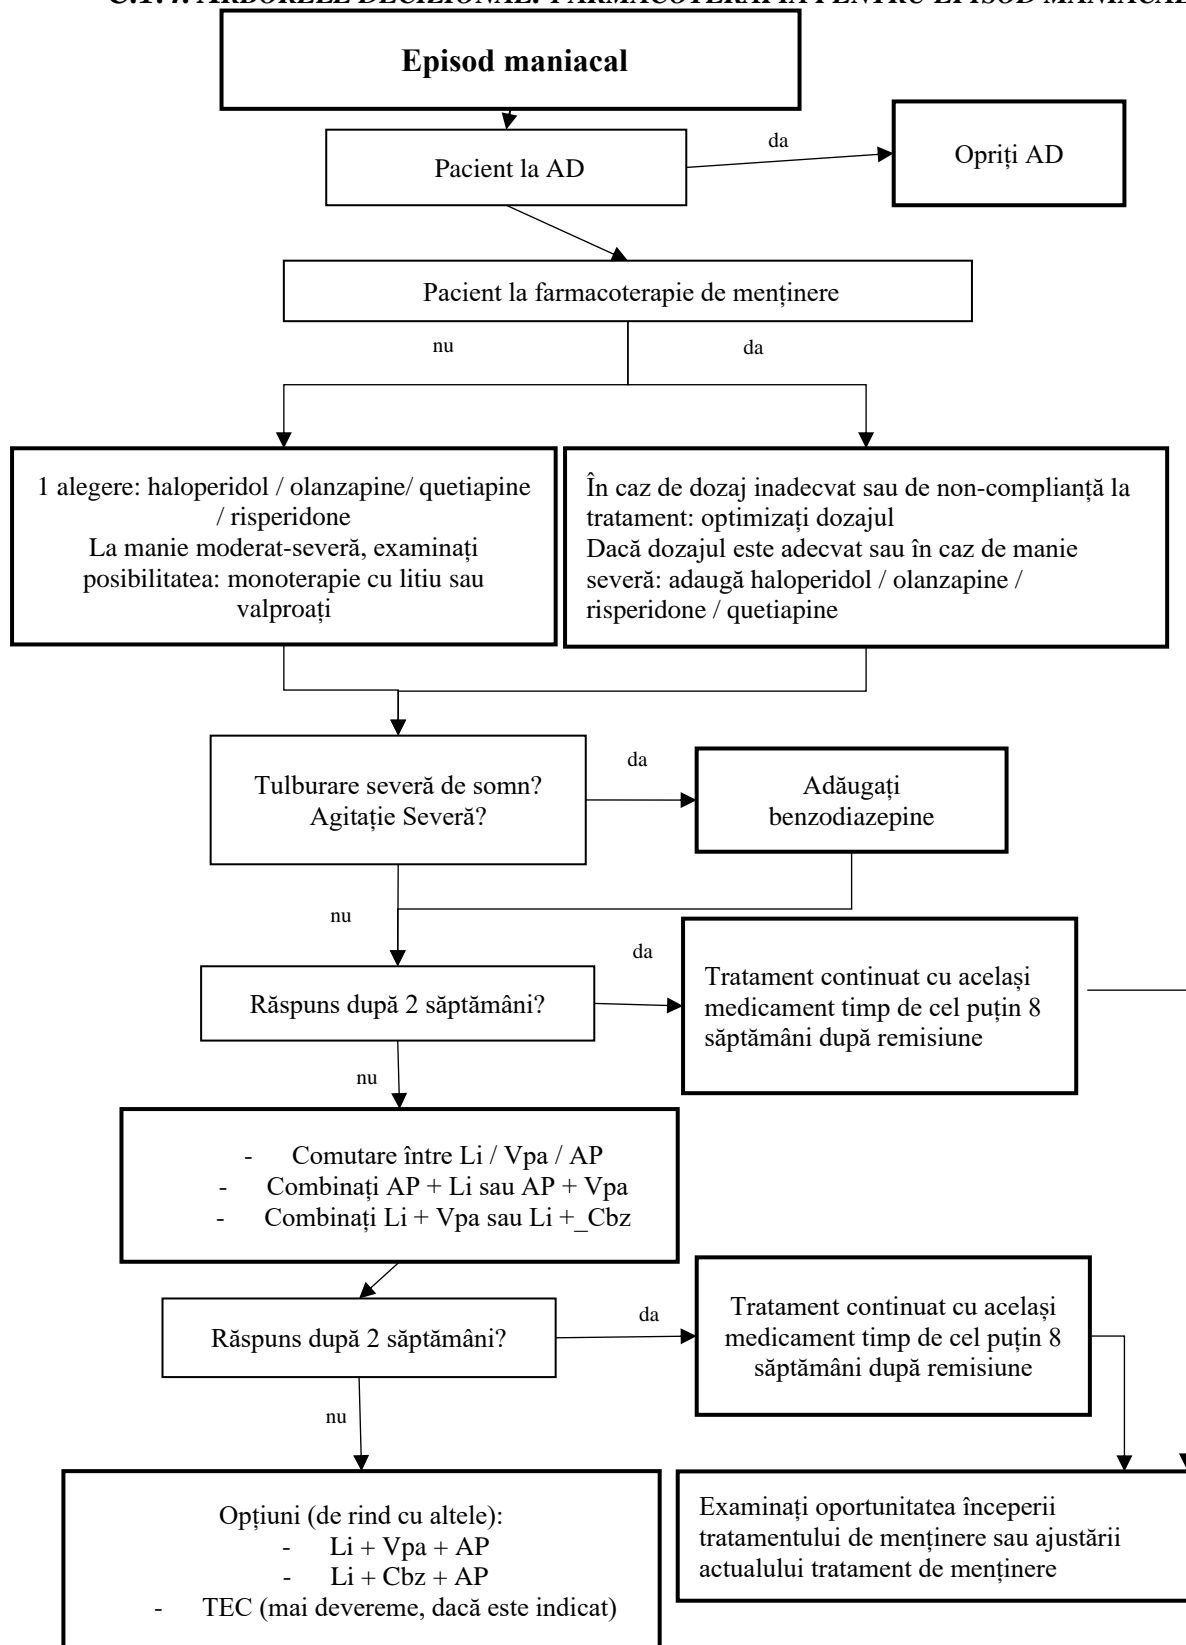 C.1.4. ARBORELE DECIZIONAL: FARMACOTERAPIA PENTRU EPISOD MANIACAL
Episod maniacal
Pacient la AD
da
Opriți AD
Pacient la farmacoterapie de menținere
nu
da
1 alegere: haloperidol / olanzapine/ quetiapine
/ risperidone
La manie moderat-severă, examinați
posibilitatea: monoterapie cu litiu sau
valproați
În caz de dozaj inadecvat sau de non-complianță la
tratament: optimizați dozajul
Dacă dozajul este adecvat sau în caz de manie
severă: adaugă haloperidol / olanzapine /
risperidone / quetiapine
Tulburare severă de somn?
Agitație Severă?
da
Adăugați
benzodiazepine
nu
Răspuns după 2 săptămâni?
da
Tratament continuat cu același
medicament timp de cel puțin 8
săptămâni după remisiune
nu
- Comutare între Li / Vpa / AP
- Combinați AP + Li sau AP + Vpa
- Combinați Li + Vpa sau Li +_Cbz
Răspuns după 2 săptămâni?
da
Tratament continuat cu același
medicament timp de cel puțin 8
săptămâni după remisiune
nu
Opțiuni (de rind cu altele):
- Li + Vpa + AP
- Li + Cbz + AP
- TEC (mai devereme, dacă este indicat)
Examinați oportunitatea începerii
tratamentului de menținere sau ajustării
actualului tratament de menținere